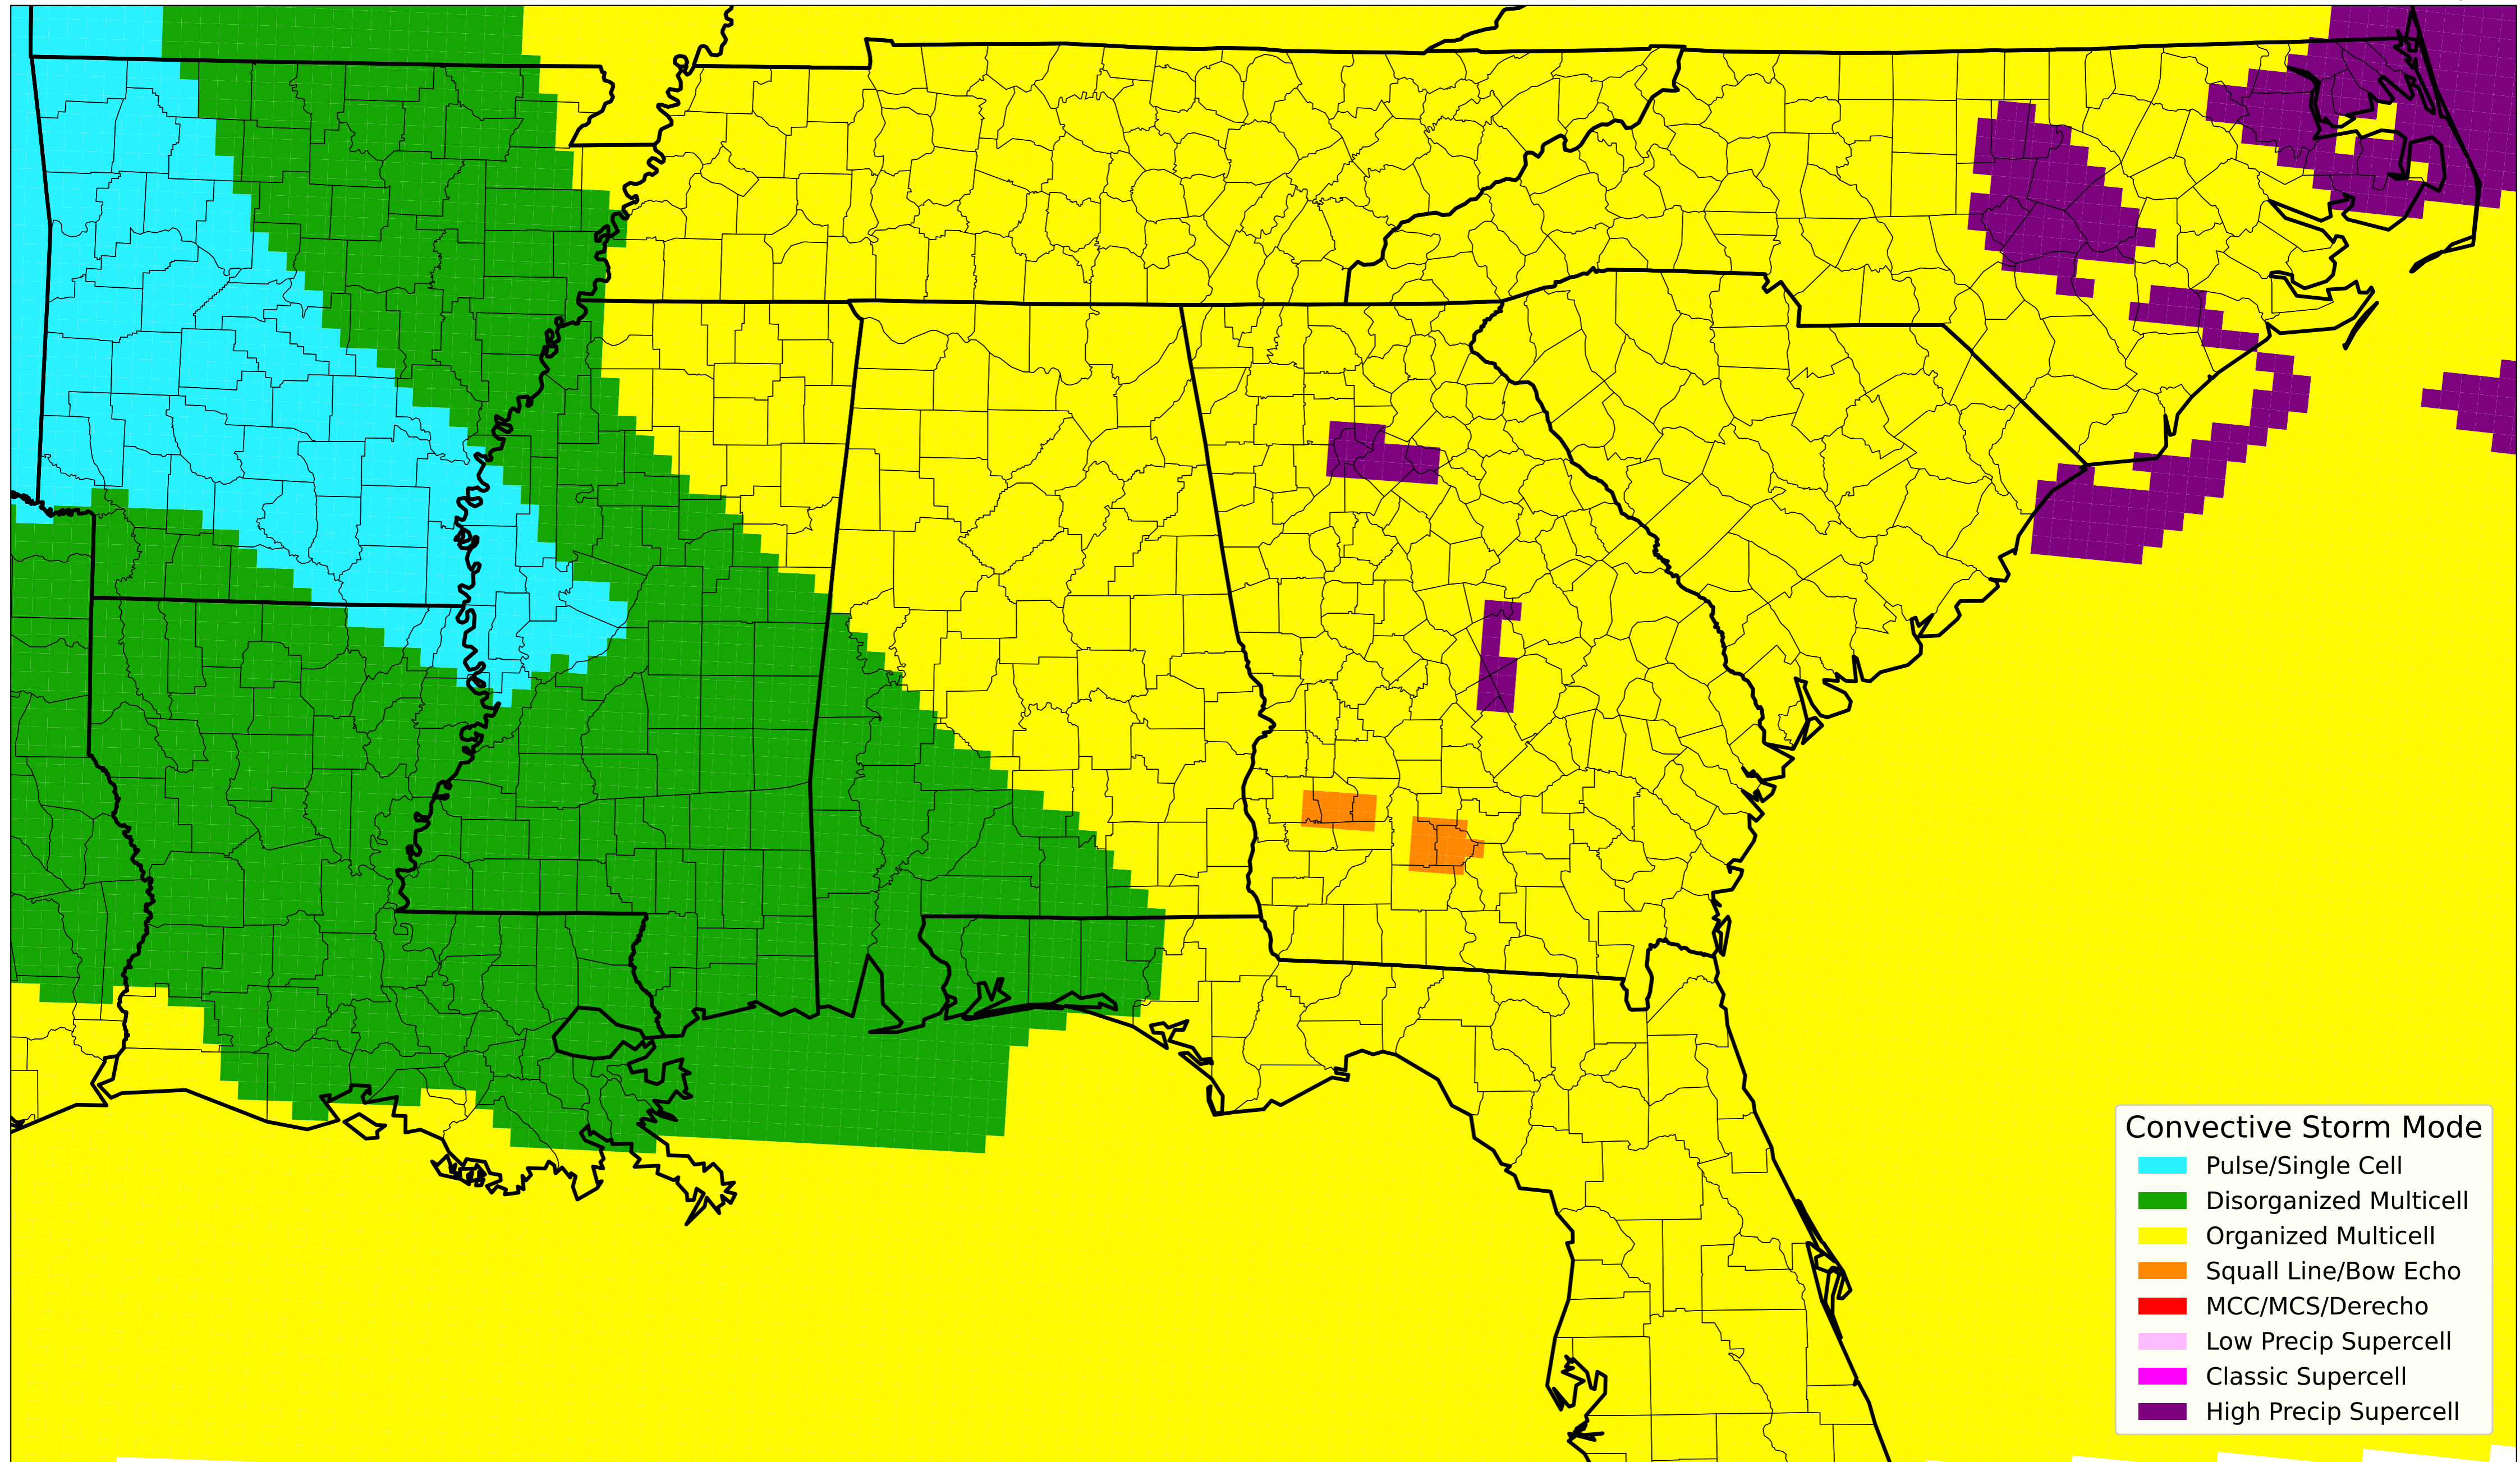 Convective Storm Mode
Pulse/Single Cell
Disorganized Multicell
Organized Multicell
Squall Line/Bow Echo
MCC/MCS/Derecho
Low Precip Supercell
Classic Supercell
High Precip Supercell